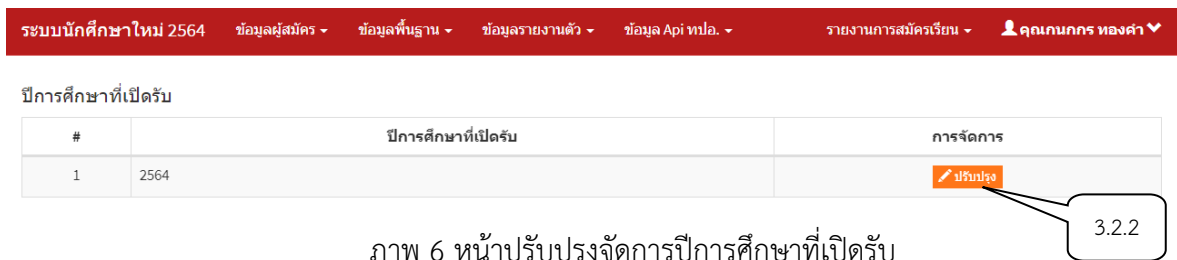 ระบบนักศึกษาใหม่ 2564 ข้อมูลผู้สมัคร ข้อมูลพื้นฐาน ข้อมูลรายงานตัว ข้อมูล Api ทปอ. รายงานการสมัครเรียน คุณกนกกร ทองคำ
ปีการศึกษาที่เปิดรับ
# ปีการศึกษาที่เปิดรับ การจัดการ
1 2564 ปรับปรุง
3.2.2
ภาพ 6 หน้าปรับปรุงจัดการปีการศึกษาที่เปิดรับ